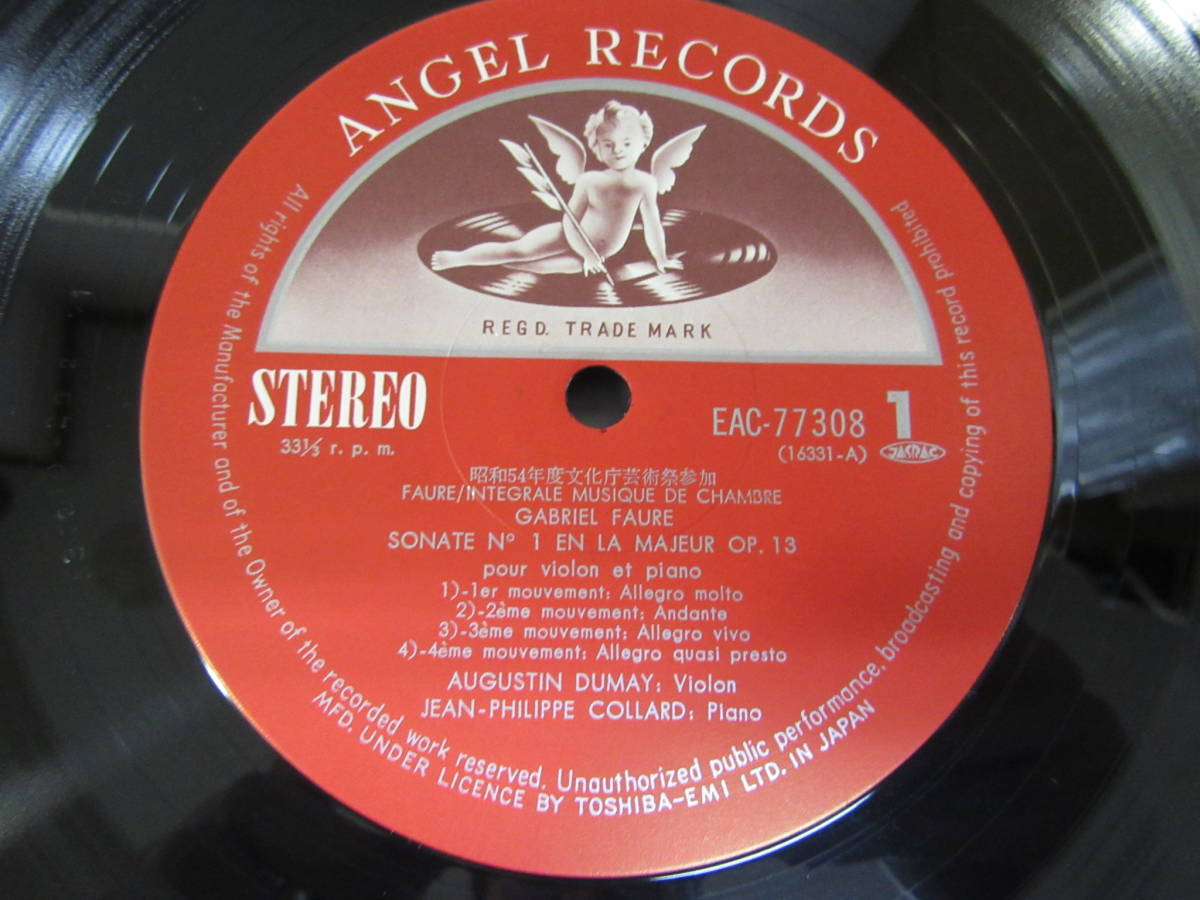 ANGEL RECORDS
REGD. TRADE MARK
STEREO
33⅓ r. p. m.
EAC-77308 1
(16331-A) JASRAC
昭和54年度文化庁芸術祭参加
FAURE/INTEGRALE MUSIQUE DE CHAMBRE
GABRIEL FAURE
SONATE Nº 1 EN LA MAJEUR OP. 13
pour violon et piano
1)-1er mouvement: Allegro molto
2)-2ème mouvement: Andante
3)-3ème mouvement: Allegro vivo
4)-4ème mouvement: Allegro quasi presto
AUGUSTIN DUMAY: Violon
JEAN-PHILIPPE COLLARD: Piano
All rights of the Manufacturer and of the Owner of the recorded work reserved. Unauthorized public performance, broadcasting and copying of this record prohibited
MFD. UNDER LICENCE BY TOSHIBA-EMI LTD. IN JAPAN